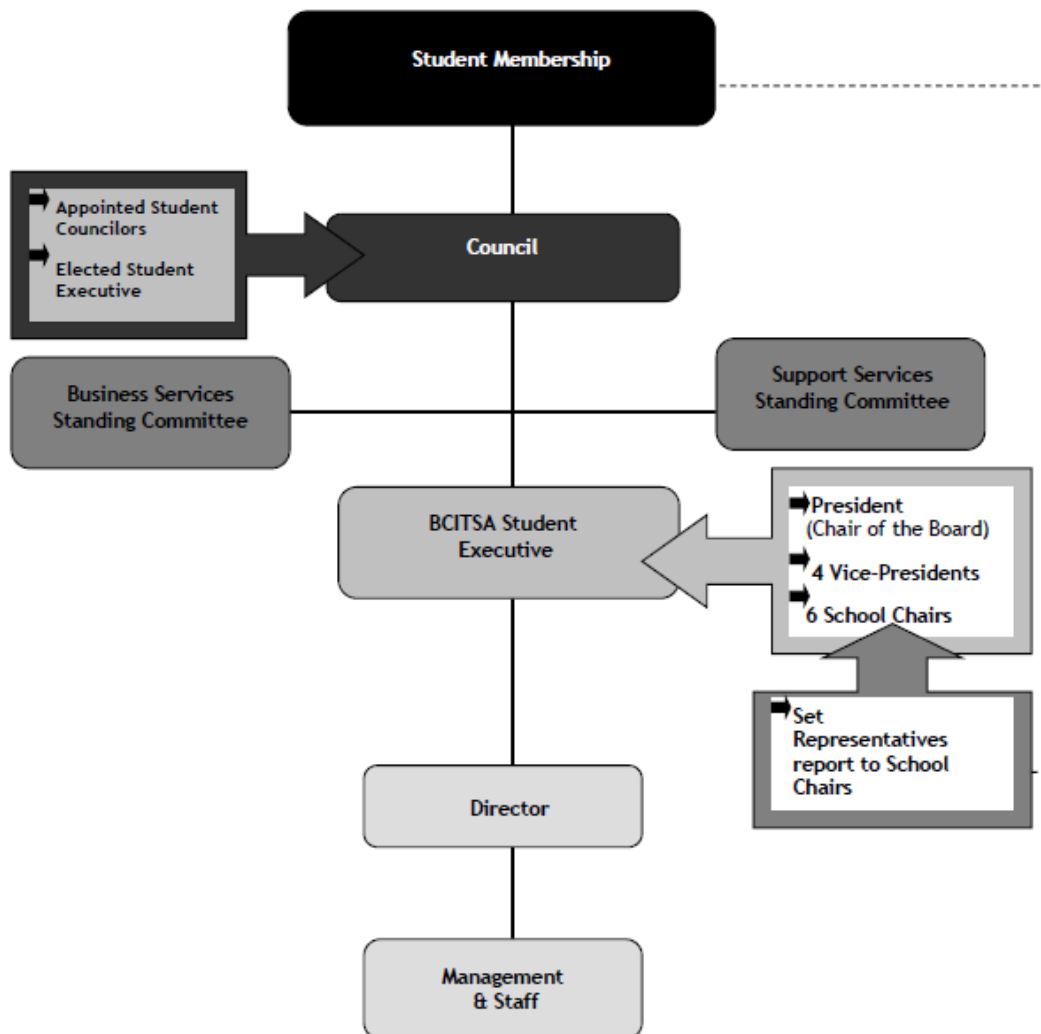 Student Membership
Appointed Student
Councilors
Elected Student
Executive
Council
Business Services
Standing Committee
Support Services
Standing Committee
BCITSA Student
Executive
President
(Chair of the Board)
4 Vice-Presidents
6 School Chairs
Set
Representatives
report to School
Chairs
Director
Management
& Staff